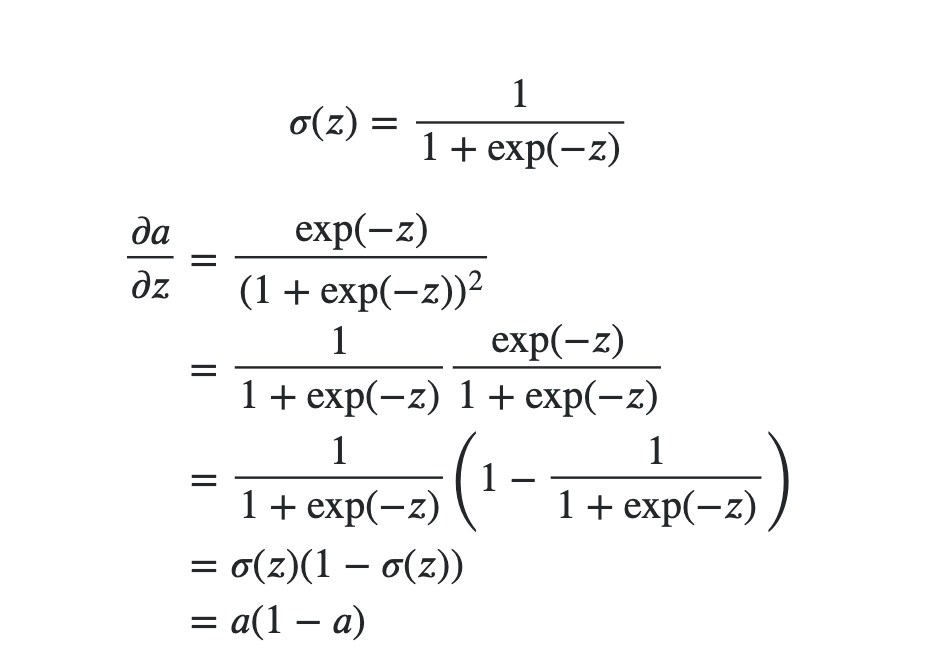 σ(z) = 1 / (1 + exp(−z))
∂a/∂z = exp(−z) / (1 + exp(−z))²
= 1 / (1 + exp(−z)) exp(−z) / (1 + exp(−z))
= 1 / (1 + exp(−z)) (1 − 1 / (1 + exp(−z)))
= σ(z)(1 − σ(z))
= a(1 − a)